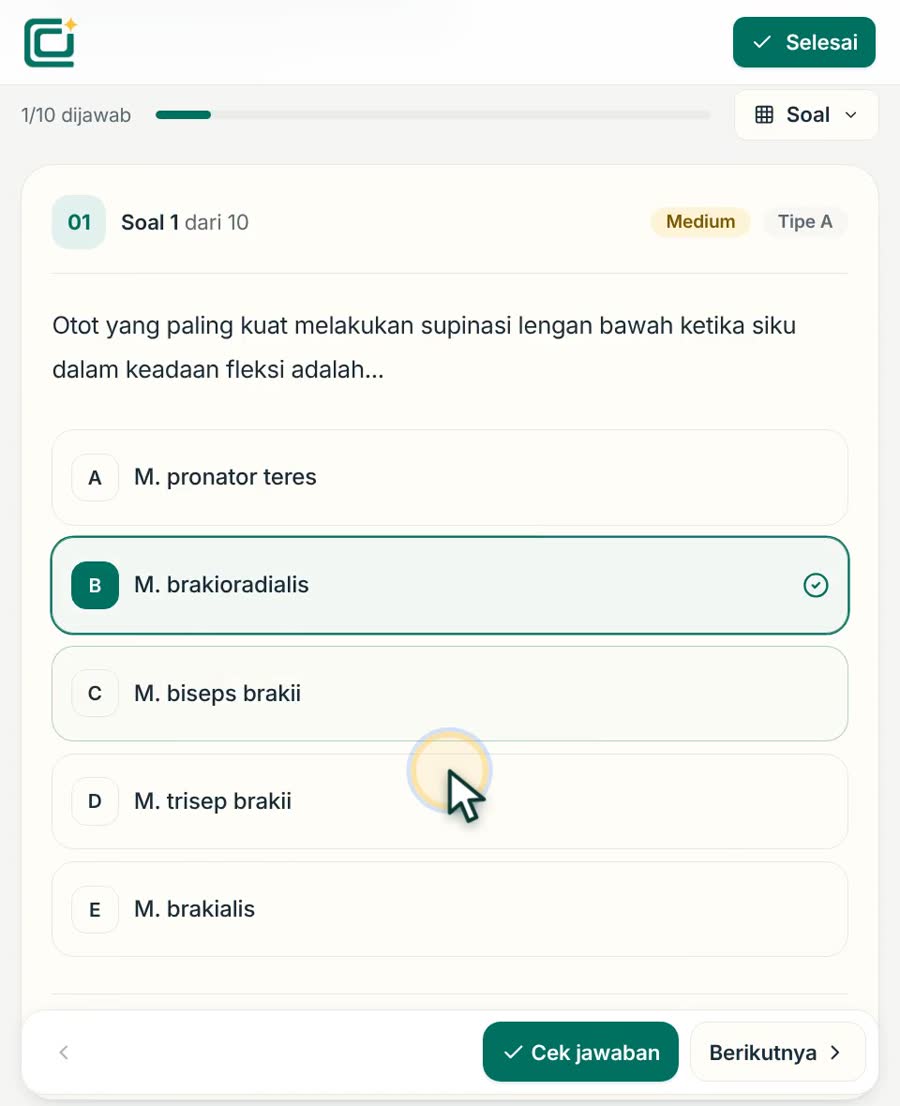 Selesai
1/10 dijawab
Soal
01
Soal 1 dari 10
Medium
Tipe A
Otot yang paling kuat melakukan supinasi lengan bawah ketika siku
dalam keadaan fleksi adalah...
A
M. pronator teres
B
M. brakioradialis
C
M. biseps brakii
D
M. trisep brakii
E
M. brakialis
Cek jawaban
Berikutnya